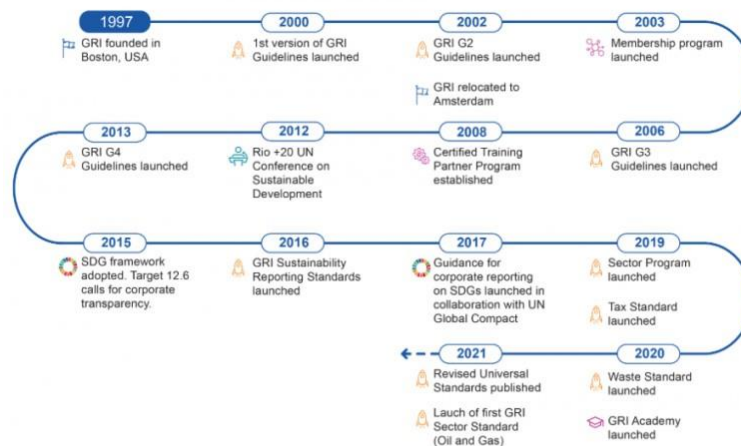 1997
GRI founded in
Boston, USA
2000
1st version of GRI
Guidelines launched
2002
GRI G2
Guidelines launched
GRI relocated to
Amsterdam
2003
Membership program
launched
2006
GRI G3
Guidelines launched
2008
Certified Training
Partner Program
established
2012
Rio +20 UN
Conference on
Sustainable
Development
2013
GRI G4
Guidelines launched
2015
SDG framework
adopted. Target 12.6
calls for corporate
transparency.
2016
GRI Sustainability
Reporting Standards
launched
2017
Guidance for
corporate reporting
on SDGs launched in
collaboration with UN
Global Compact
2019
Sector Program
launched
Tax Standard
launched
2020
Waste Standard
launched
GRI Academy
launched
2021
Revised Universal
Standards published
Lauch of first GRI
Sector Standard
(Oil and Gas)